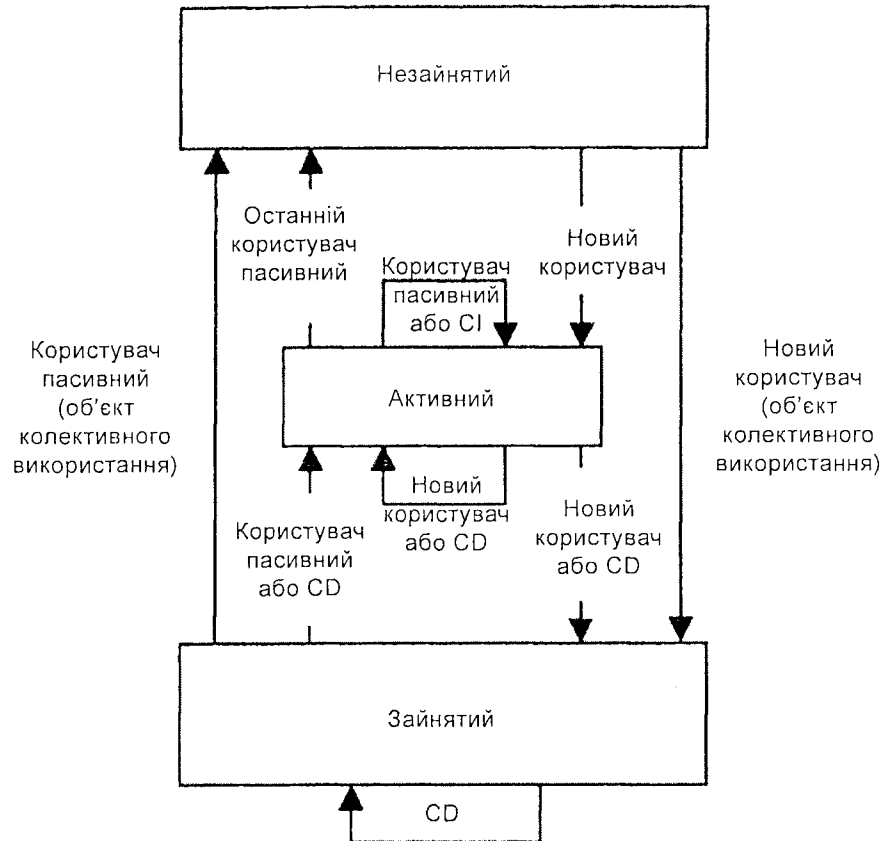 Незайнятий
Останній
користувач
пасивний
Новий
користувач
Користувач
пасивний
або CI
Користувач
пасивний
(об'єкт
колективного
використання)
Активний
Новий
користувач
(об'єкт
колективного
використання)
Новий
користувач
або CD
Користувач
пасивний
або CD
Новий
користувач
або CD
Зайнятий
CD